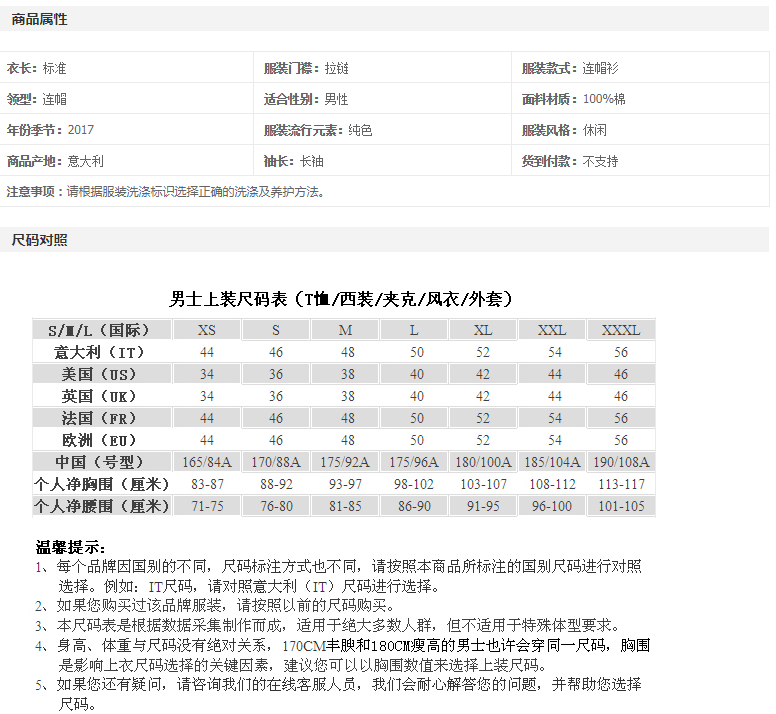 商品属性
衣长：标准 服装门襟：拉链 服装款式：连帽衫
领型：连帽 适合性别：男性 面料材质：100%棉
年份季节：2017 服装流行元素：纯色 服装风格：休闲
商品产地：意大利 袖长：长袖 货到付款：不支持
注意事项：请根据服装洗涤标识选择正确的洗涤及养护方法。
尺码对照
男士上装尺码表（T恤/西装/夹克/风衣/外套）
S/M/L（国际） XS S M L XL XXL XXXL
意大利（IT） 44 46 48 50 52 54 56
美国（US） 34 36 38 40 42 44 46
英国（UK） 34 36 38 40 42 44 46
法国（FR） 44 46 48 50 52 54 56
欧洲（EU） 44 46 48 50 52 54 56
中国（号型） 165/84A 170/88A 175/92A 175/96A 180/100A 185/104A 190/108A
个人净胸围（厘米） 83-87 88-92 93-97 98-102 103-107 108-112 113-117
个人净腰围（厘米） 71-75 76-80 81-85 86-90 91-95 96-100 101-105
温馨提示：
1、每个品牌因国别的不同，尺码标注方式也不同，请按照本商品所标注的国别尺码进行对照
选择。例如：IT尺码，请对照意大利（IT）尺码进行选择。
2、如果您购买过该品牌服装，请按照以前的尺码购买。
3、本尺码表是根据数据采集制作而成，适用于绝大多数人群，但不适用于特殊体型要求。
4、身高、体重与尺码没有绝对关系，170CM丰腴和180CM瘦高的男士也许会穿同一尺码，胸围
是影响上衣尺码选择的关键因素，建议您可以以胸围数值来选择上装尺码。
5、如果您还有疑问，请咨询我们的在线客服人员，我们会耐心解答您的问题，并帮助您选择
尺码。